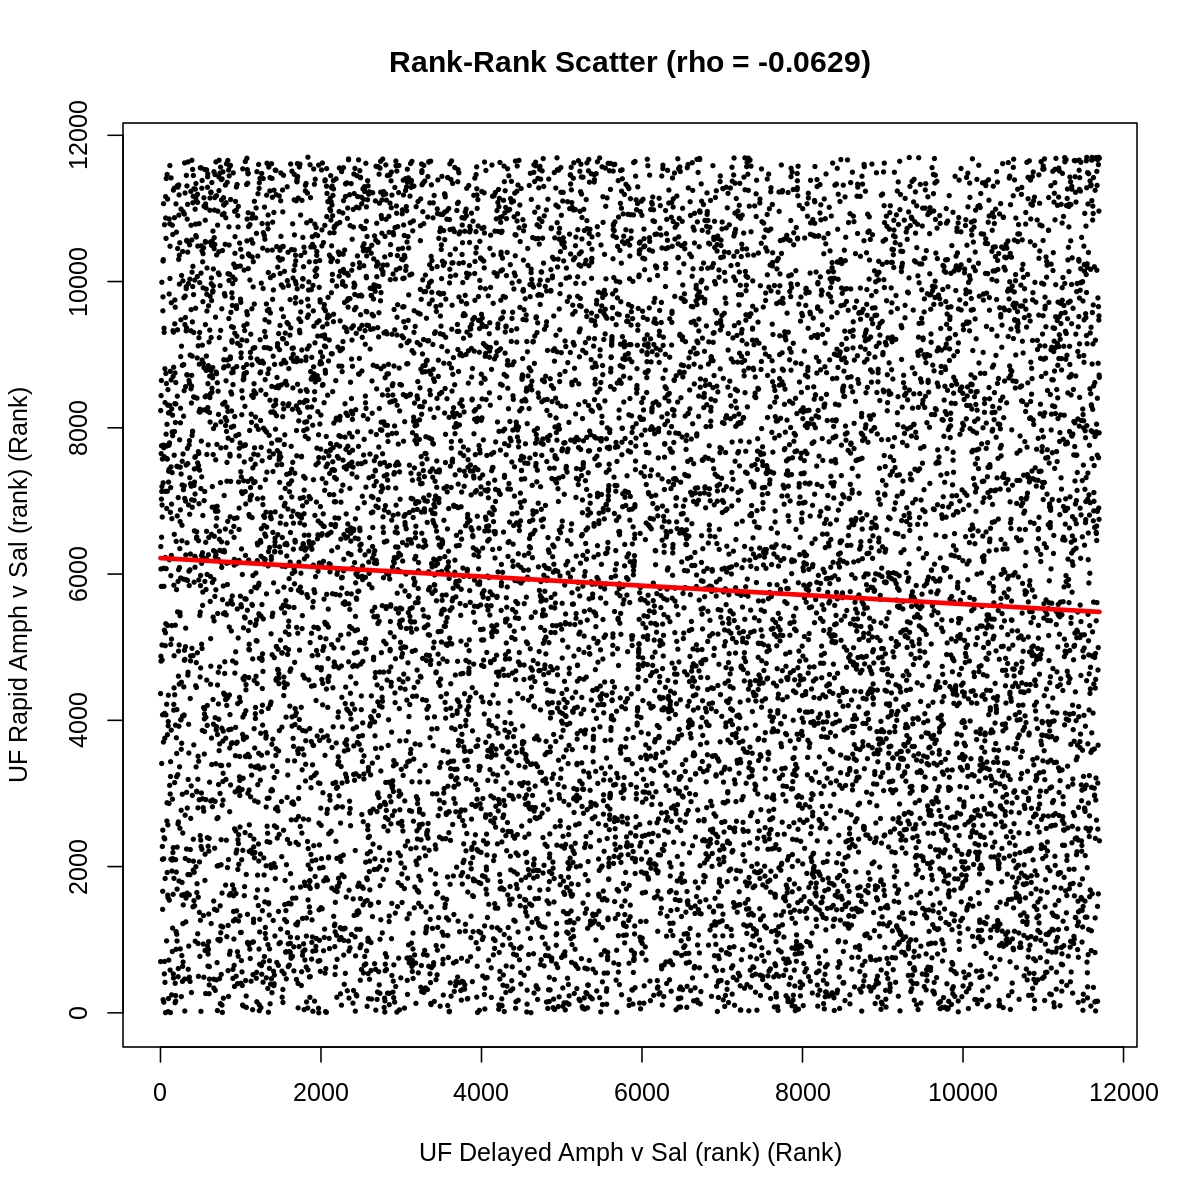 Rank-Rank Scatter (rho = -0.0629)
12000
10000
8000
6000
4000
2000
0
UF Rapid Amph v Sal (rank) (Rank)
0 2000 4000 6000 8000 10000 12000
UF Delayed Amph v Sal (rank) (Rank)